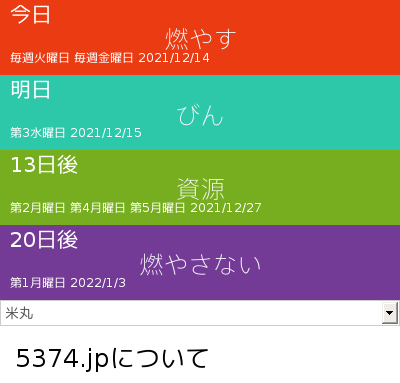 今日
燃やす
毎週火曜日 毎週金曜日 2021/12/14
明日
びん
第3水曜日 2021/12/15
13日後
資源
第2月曜日 第4月曜日 第5月曜日 2021/12/27
20日後
燃やさない
第1月曜日 2022/1/3
米丸
5374.jpについて